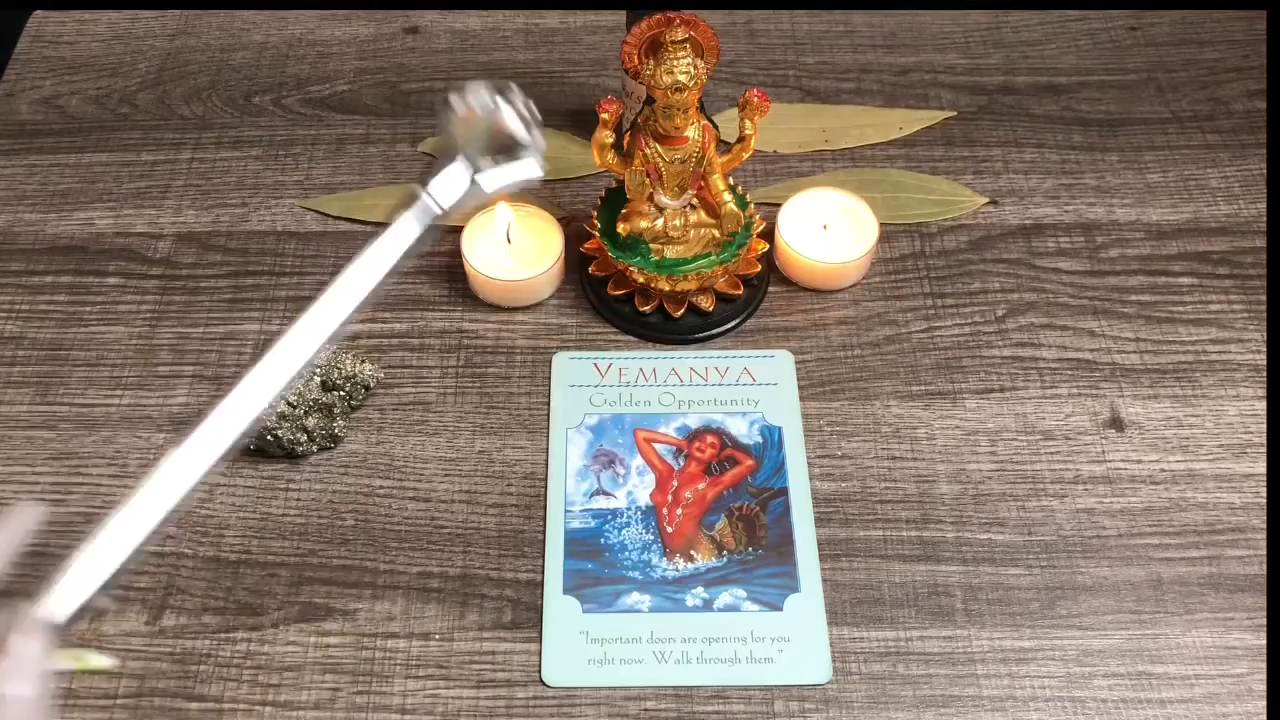 YEMANYA
Golden Opportunity
"Important doors are opening for you
right now. Walk through them."